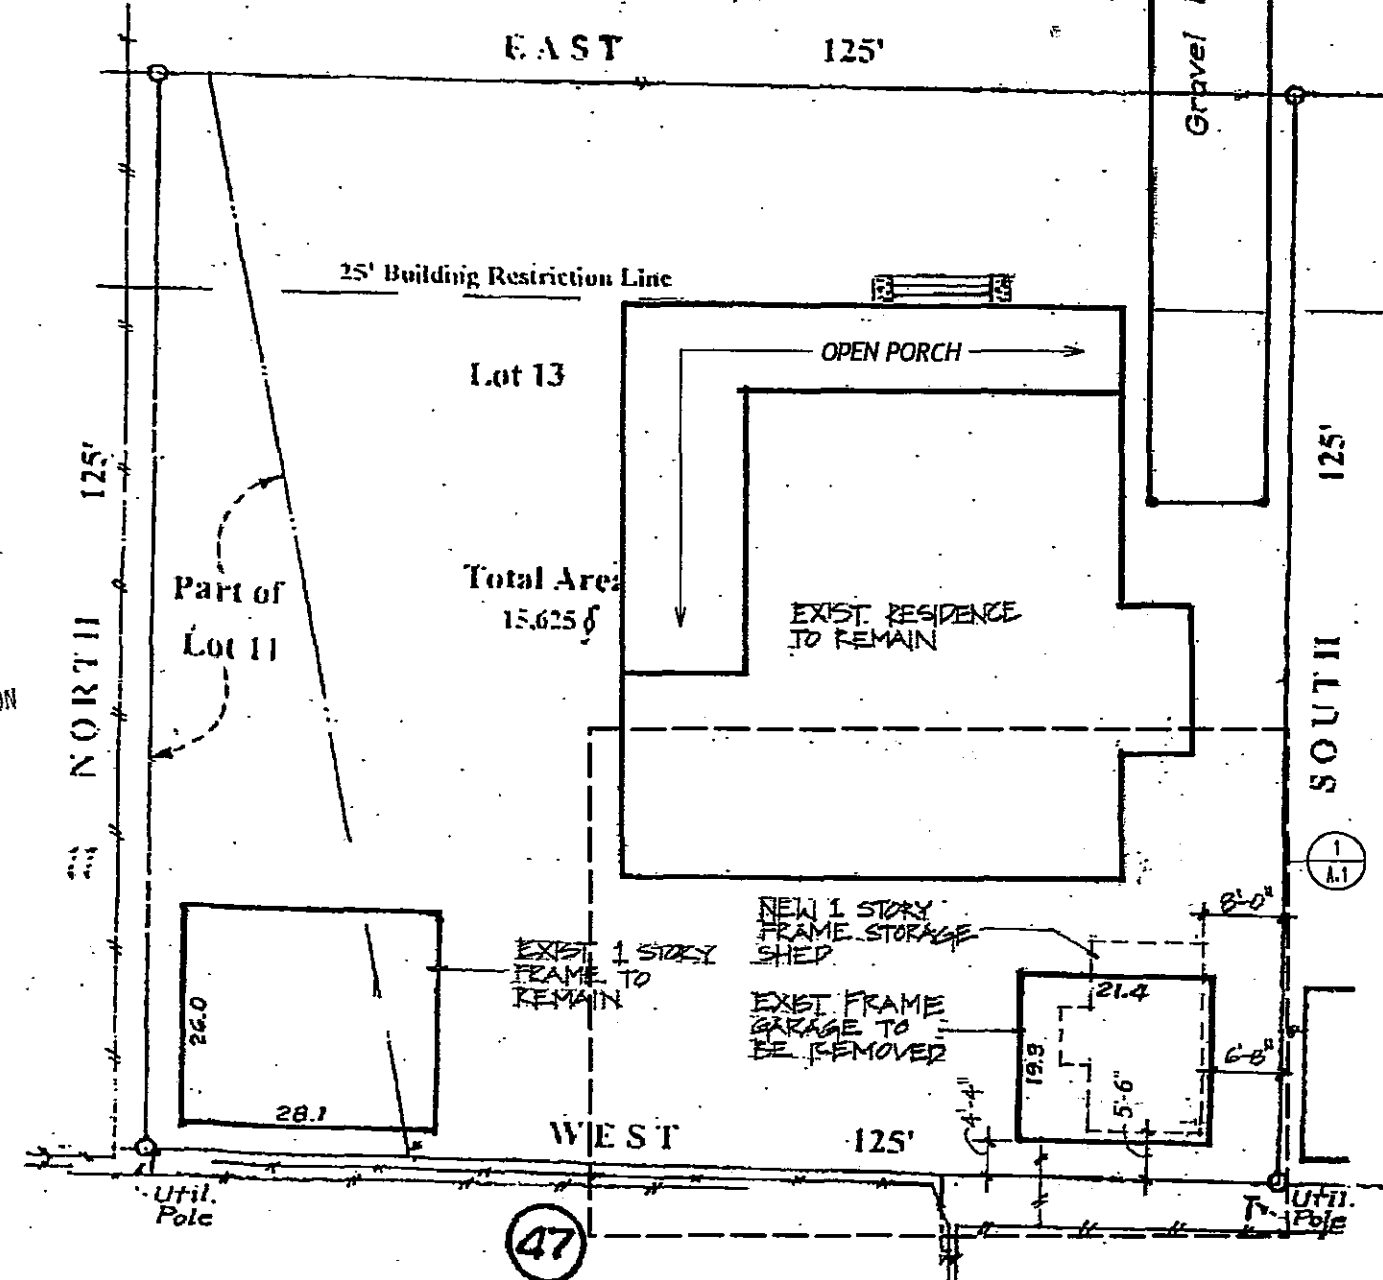 EAST 125'
Gravel
25' Building Restriction Line
OPEN PORCH
Lot 13
125'
NORTH
125'
SOUTH
Part of
Lot 11
Total Area
15,625
EXIST. RESIDENCE
TO REMAIN
ON
1
A.1
8'-0"
NEW 1 STORY
FRAME STORAGE
SHED
EXIST 1 STORY
FRAME TO
REMAIN
EXIST FRAME
GARAGE TO
BE REMOVED
26.0
28.1
21.4
19.9
6'-8"
4'-4"
5'-6"
WEST 125'
Util.
Pole
Util.
Pole
47